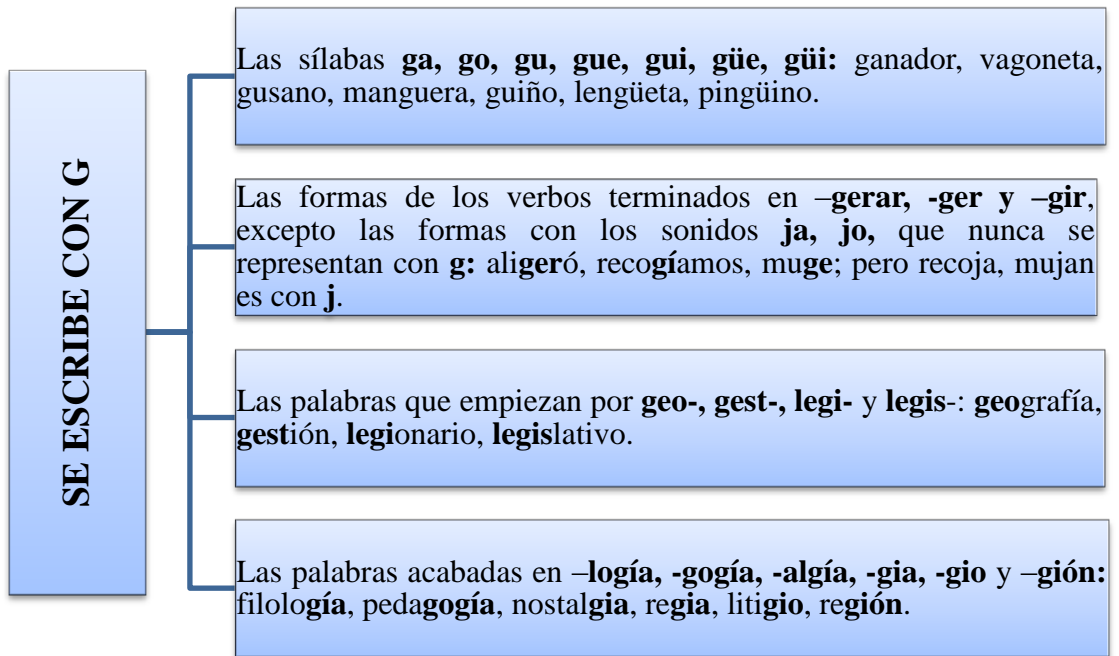 SE ESCRIBE CON G
Las sílabas ga, go, gu, gue, gui, güe, güi: ganador, vagoneta,
gusano, manguera, guiño, lengüeta, pingüino.
Las formas de los verbos terminados en –gerar, -ger y –gir,
excepto las formas con los sonidos ja, jo, que nunca se
representan con g: aligeró, recogíamos, muge; pero recoja, mujan
es con j.
Las palabras que empiezan por geo-, gest-, legi- y legis-: geografía,
gestión, legionario, legislativo.
Las palabras acabadas en –logía, -gogía, -algía, -gia, -gio y –gión:
filología, pedagogía, nostalgia, regia, litigio, región.